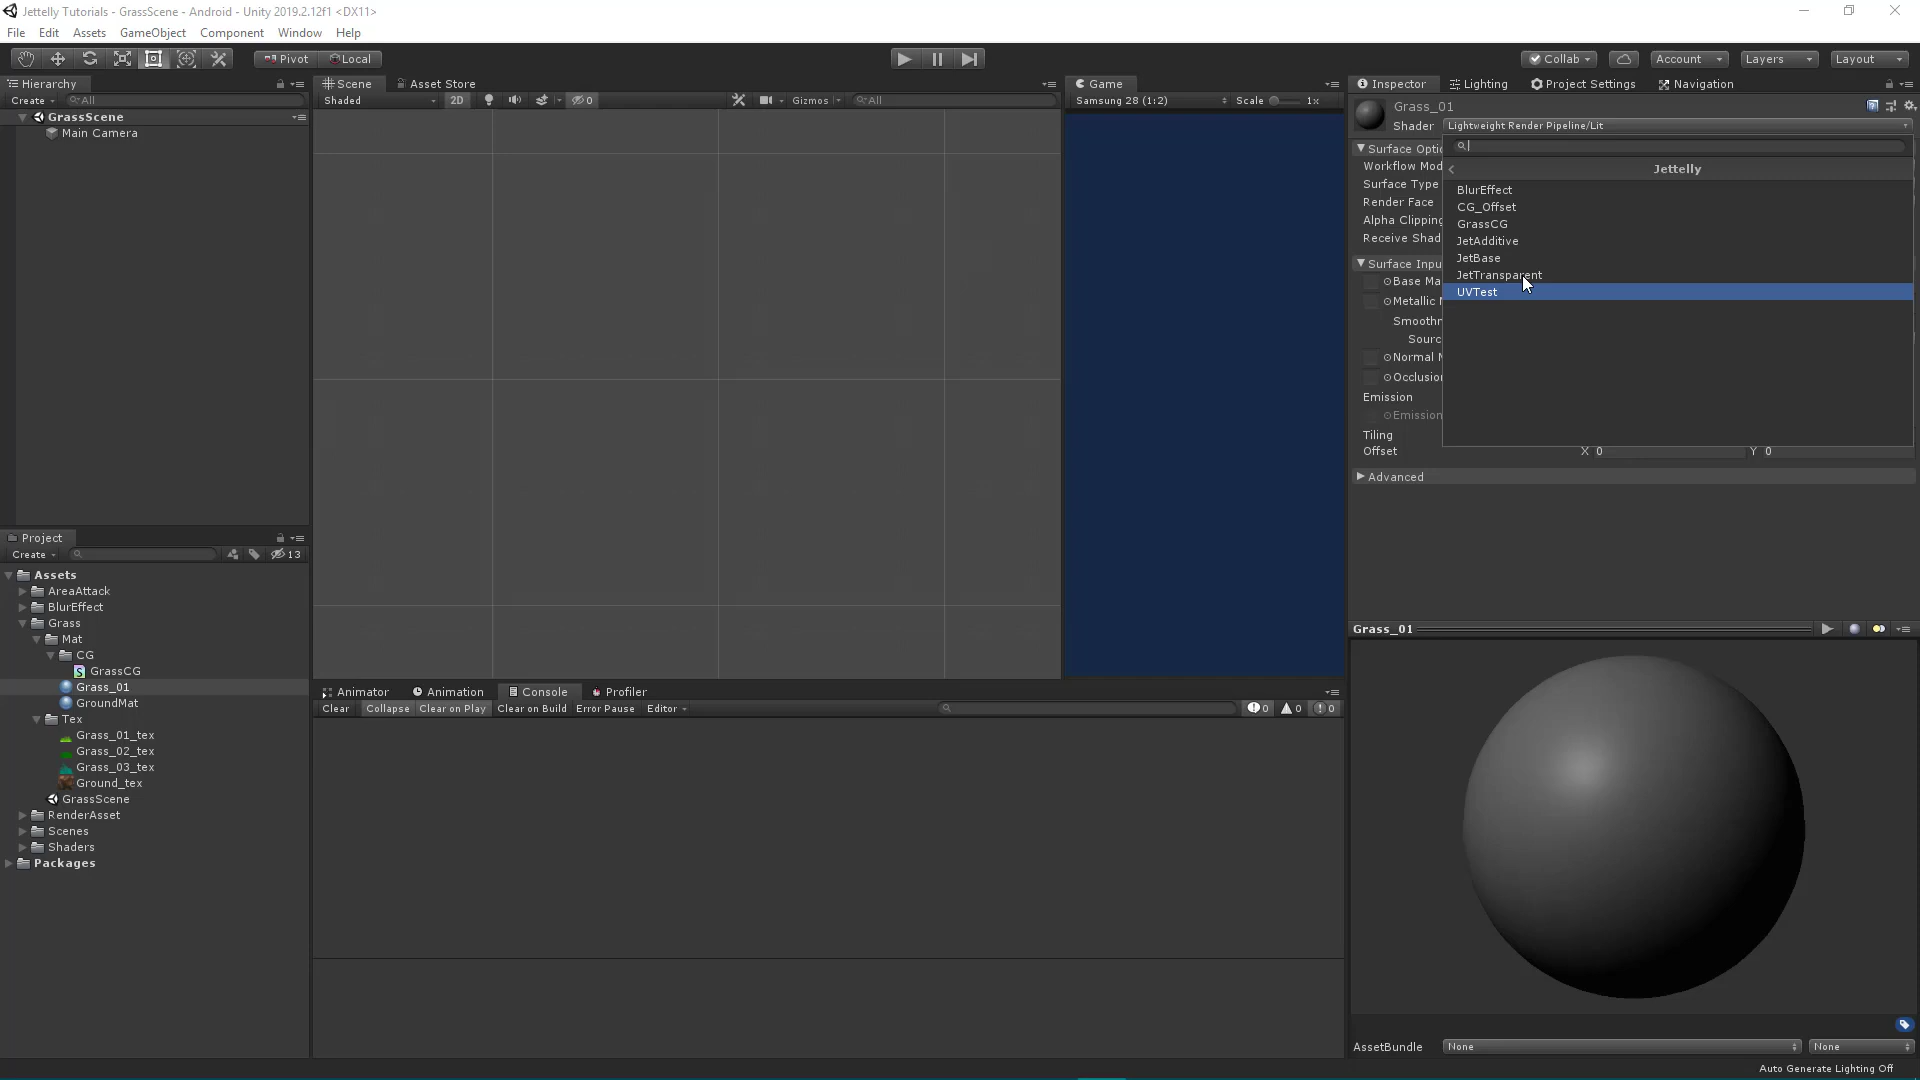 Jettelly Tutorials - GrassScene - Android - Unity 2019.2.12f1 <DX11>
File Edit Assets GameObject Component Window Help
Pivot Local
Collab Account Layers Layout
Hierarchy
Create All
GrassScene
Main Camera
Scene Asset Store
Shaded 2D 0 Gizmos All
Game
Samsung 28 (1:2) Scale 1x
Inspector Lighting Project Settings Navigation
Grass_01
Shader Lightweight Render Pipeline/Lit
Surface Opti
Workflow Mod
Surface Type
Render Face
Alpha Clipping
Receive Shad
Surface Inpu
Base Ma
Metallic M
Smoothn
Sourc
Normal M
Occlusion
Emission
Emission
Tiling
Offset X 0 Y 0
Advanced
Jettelly
BlurEffect
CG_Offset
GrassCG
JetAdditive
JetBase
JetTransparent
UVTest
Project
Create 13
Assets
AreaAttack
BlurEffect
Grass
Mat
CG
GrassCG
Grass_01
GroundMat
Tex
Grass_01_tex
Grass_02_tex
Grass_03_tex
Ground_tex
GrassScene
RenderAsset
Scenes
Shaders
Packages
Animator Animation Console Profiler
Clear Collapse Clear on Play Clear on Build Error Pause Editor 0 0 0
Grass_01
AssetBundle None None
Auto Generate Lighting Off